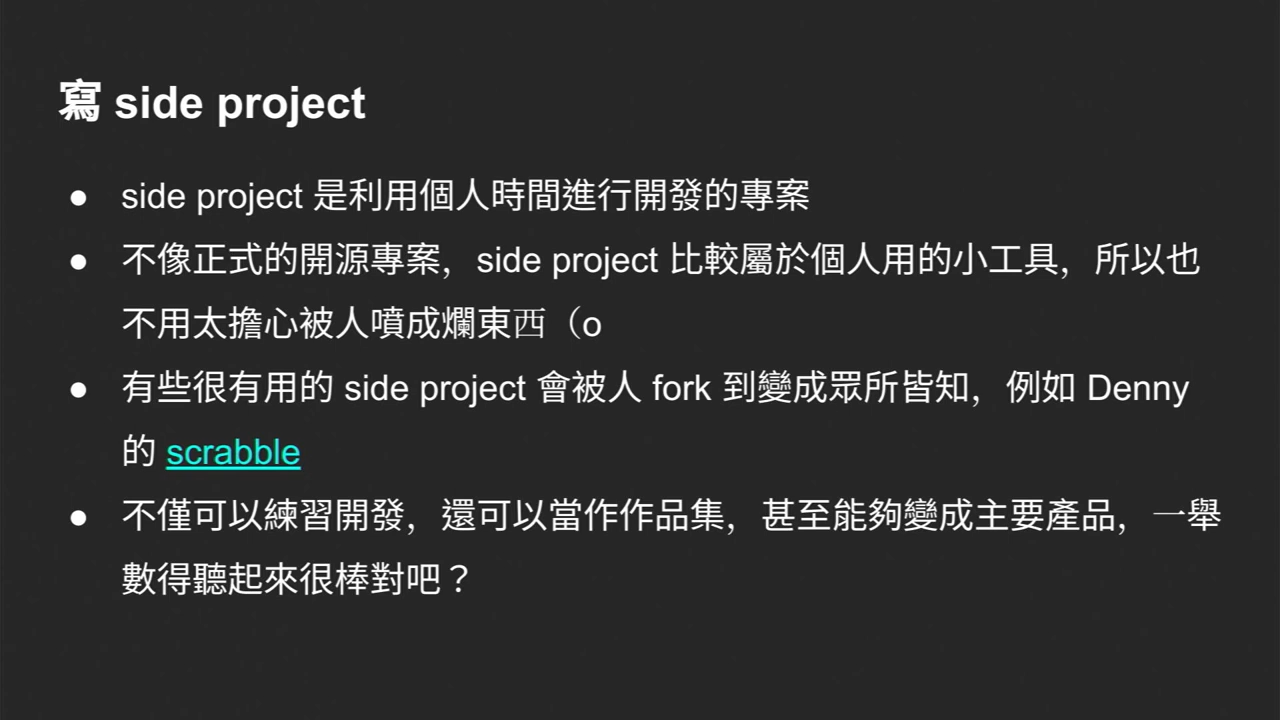 寫 side project
● side project 是利用個人時間進行開發的專案
● 不像正式的開源專案，side project 比較屬於個人用的小工具，所以也
不用太擔心被人噴成爛東西（o
● 有些很有用的 side project 會被人 fork 到變成眾所皆知，例如 Denny
的 scrabble
● 不僅可以練習開發，還可以當作作品集，甚至能夠變成主要產品，一舉
數得聽起來很棒對吧？